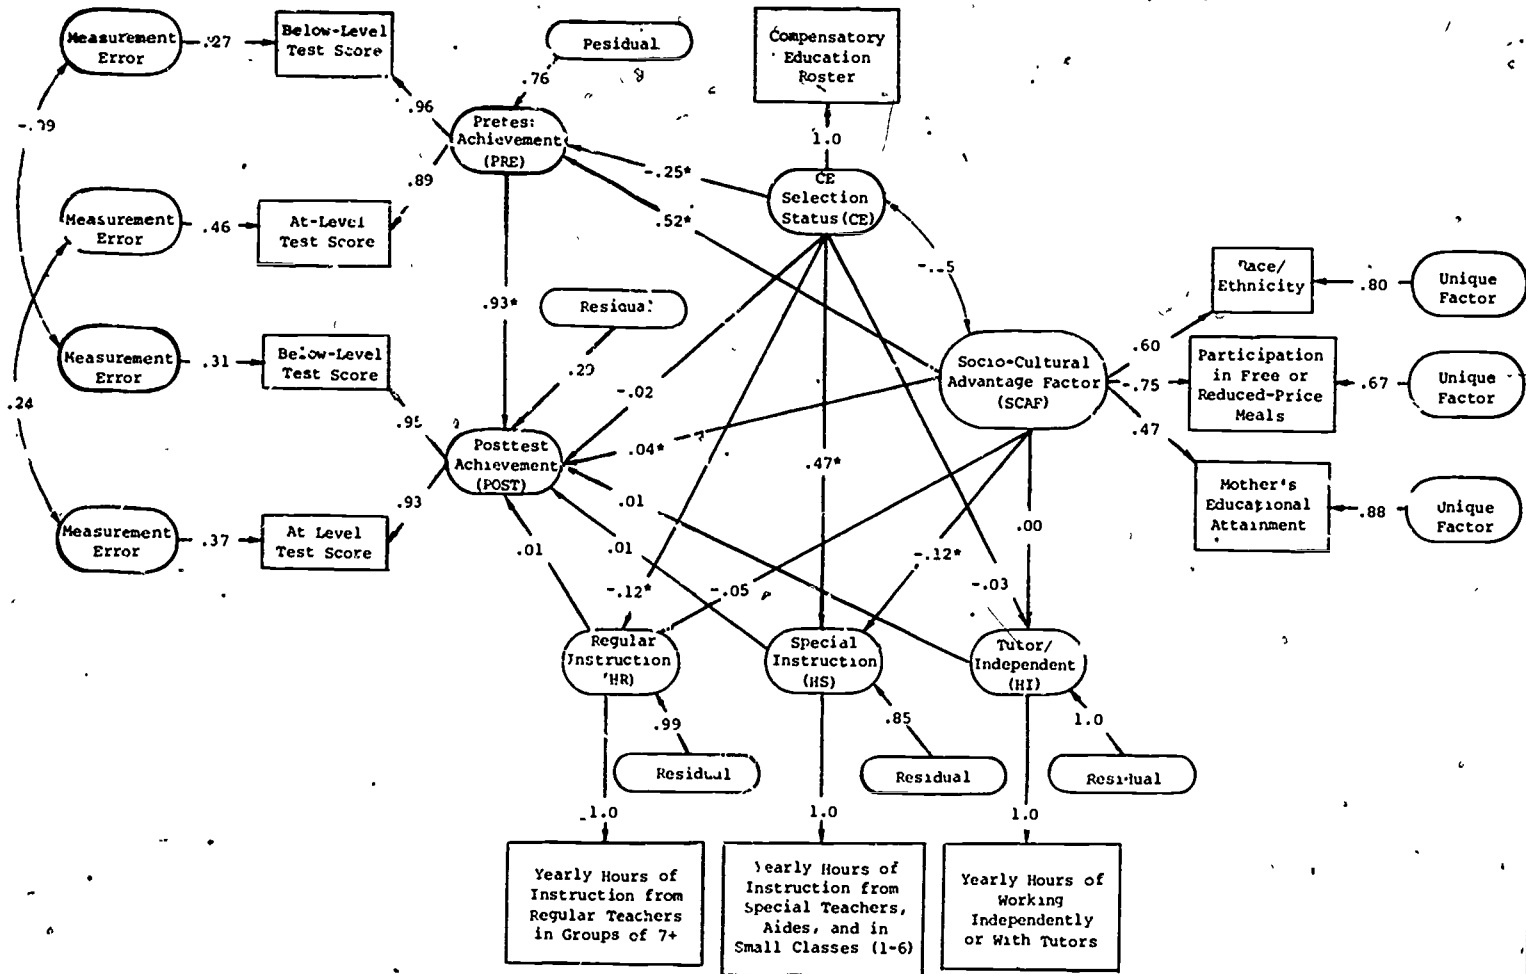 Measurement
Error
.27
Below-Level
Test Score
Pesidual
.76
.96
Compensatory
Education
Roster
1.0
Achievement
(PRE)
.89
-.25*
CE
Selection
Status(CE)
Measurement
Error
.46
At-Level
Test Score
.52*
Race/
Ethnicity
.80
Unique
Factor
.93*
Residual
.60
Measurement
Error
.31
Below-Level
Test Score
-.02
Socio-Cultural
Advantage Factor
(SCAF)
-.75
Participation
in Free or
Reduced-Price
Meals
.67
Unique
Factor
.24
.95
.47
Posttest
Achievement
(POST)
.04*
.47*
.93
.01
.00
Mother's
Educational
Attainment
.88
Unique
Factor
Measurement
Error
.37
At Level
Test Score
.01
.01
-.12*
-.12*
-.05
-.03
Regular
Instruction
(HR)
Special
Instruction
(HS)
Tutor/
Independent
(HI)
.99
.85
1.0
Residual
Residual
Residual
1.0
1.0
1.0
Yearly Hours of
Instruction from
Regular Teachers
in Groups of 7+
Yearly Hours of
Instruction from
Special Teachers,
Aides, and in
Small Classes (1-6)
Yearly Hours of
Working
Independently
or With Tutors